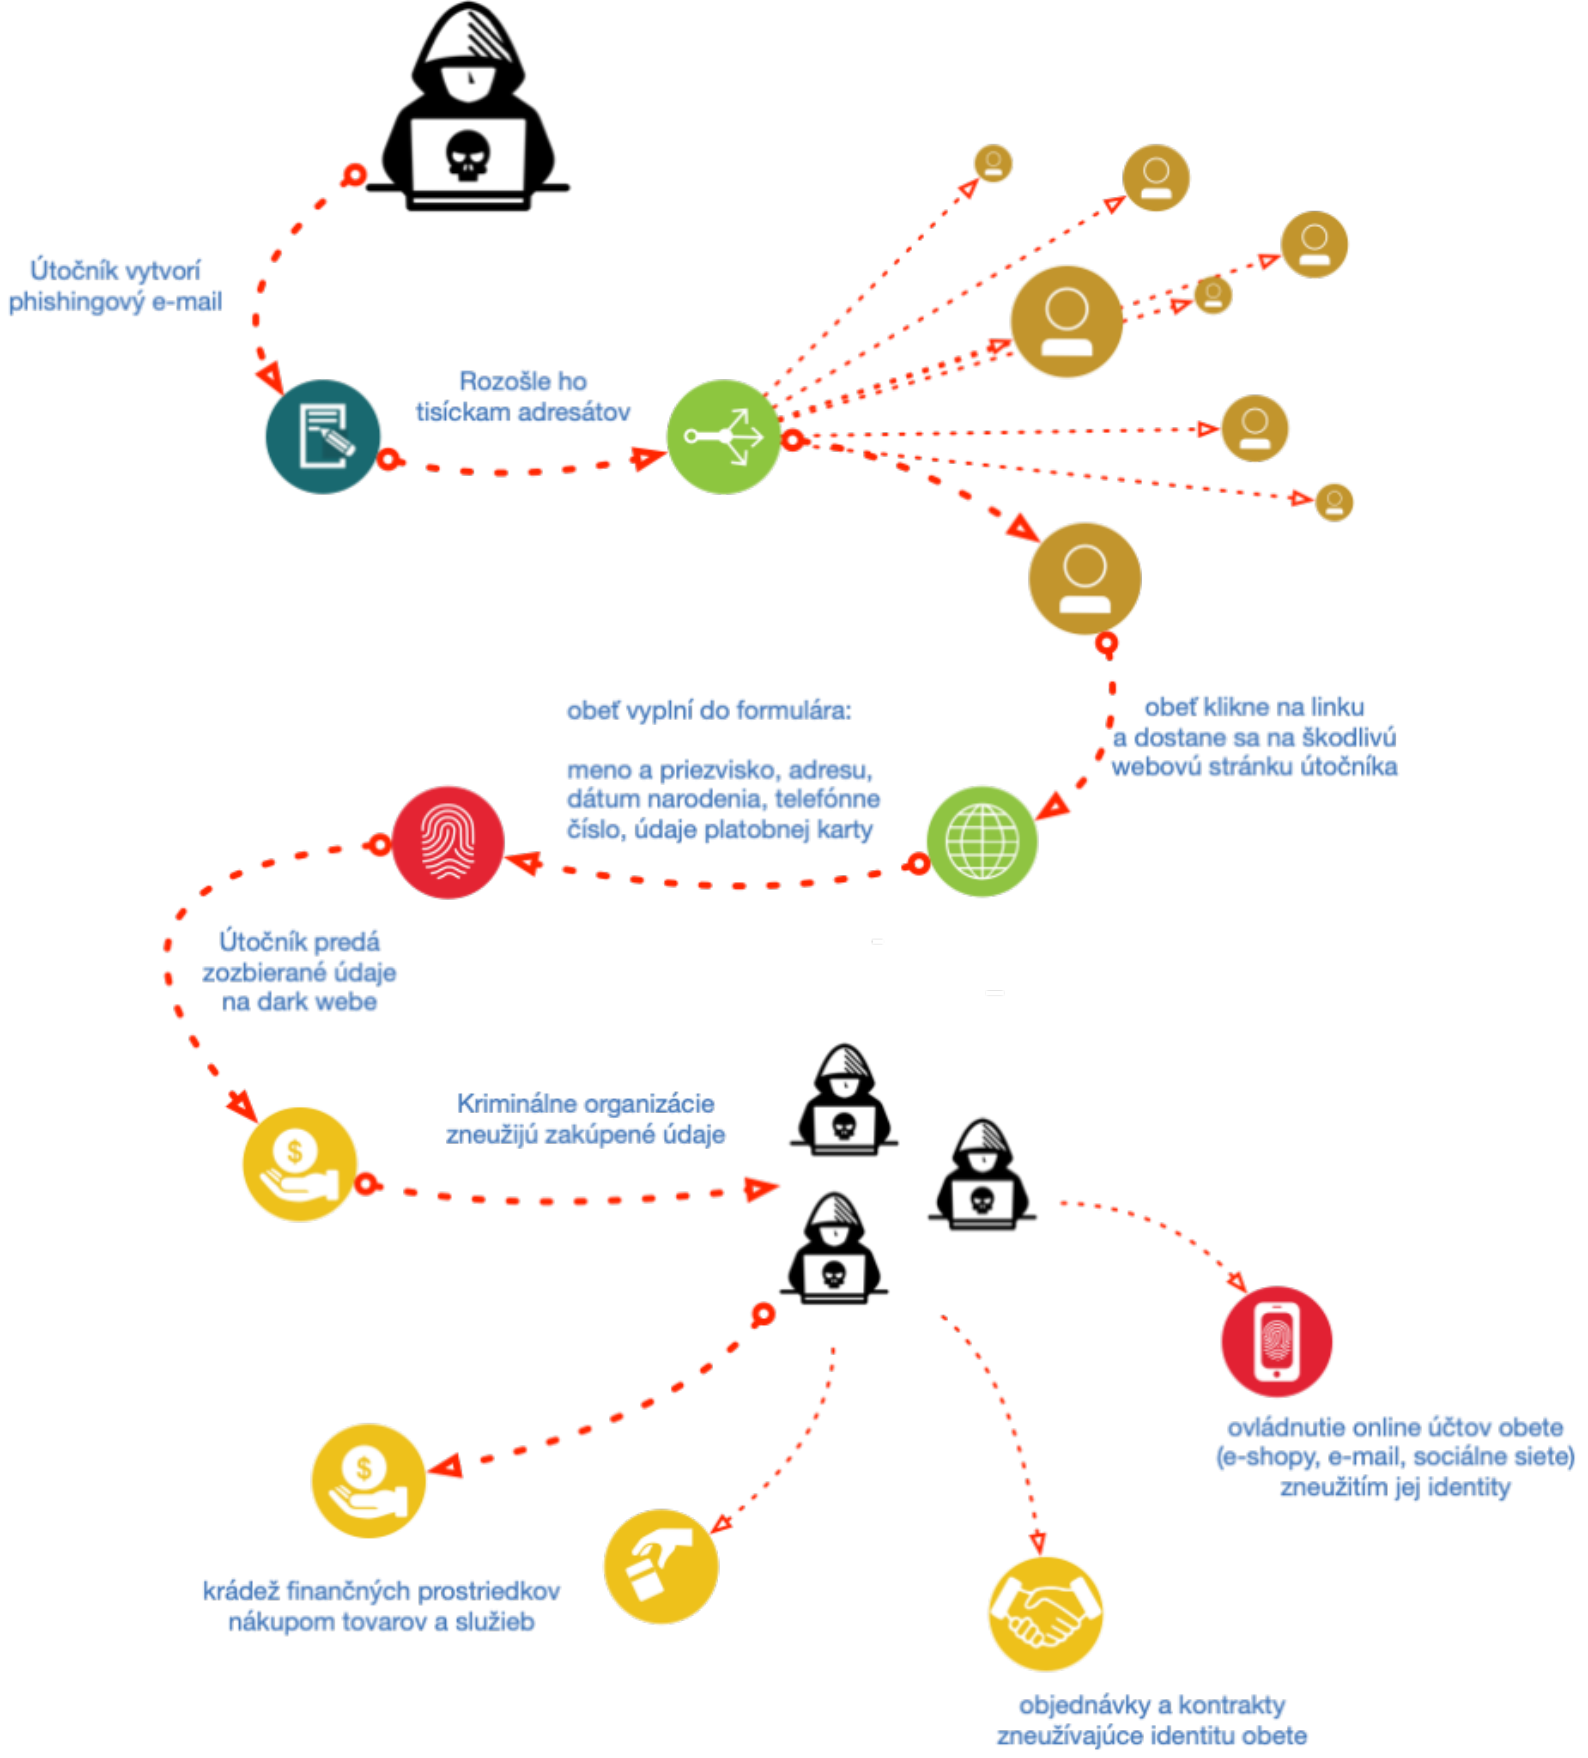 Útočník vytvorí
phishingový e-mail
Rozošle ho
tisíckam adresátov
obeť klikne na linku
a dostane sa na škodlivú
webovú stránku útočníka
obeť vyplní do formulára:
meno a priezvisko, adresu,
dátum narodenia, telefónne
číslo, údaje platobnej karty
Útočník predá
zozbierané údaje
na dark webe
$
Kriminálne organizácie
zneužijú zakúpené údaje
ovládnutie online účtov obete
(e-shopy, e-mail, sociálne siete)
zneužitím jej identity
$
krádež finančných prostriedkov
nákupom tovarov a služieb
objednávky a kontrakty
zneužívajúce identitu obete